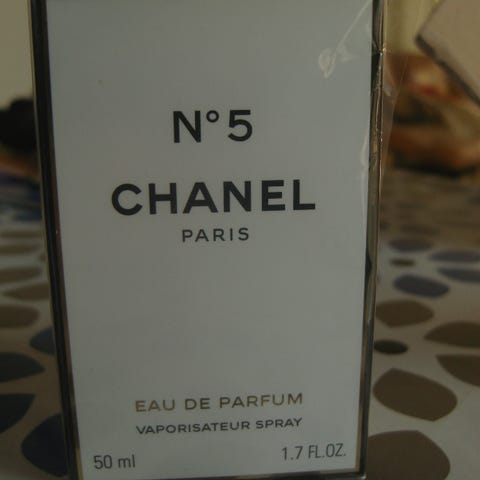 N° 5
CHANEL
PARIS
EAU DE PARFUM
VAPORISATEUR SPRAY
50 ml 1.7 FL.OZ.